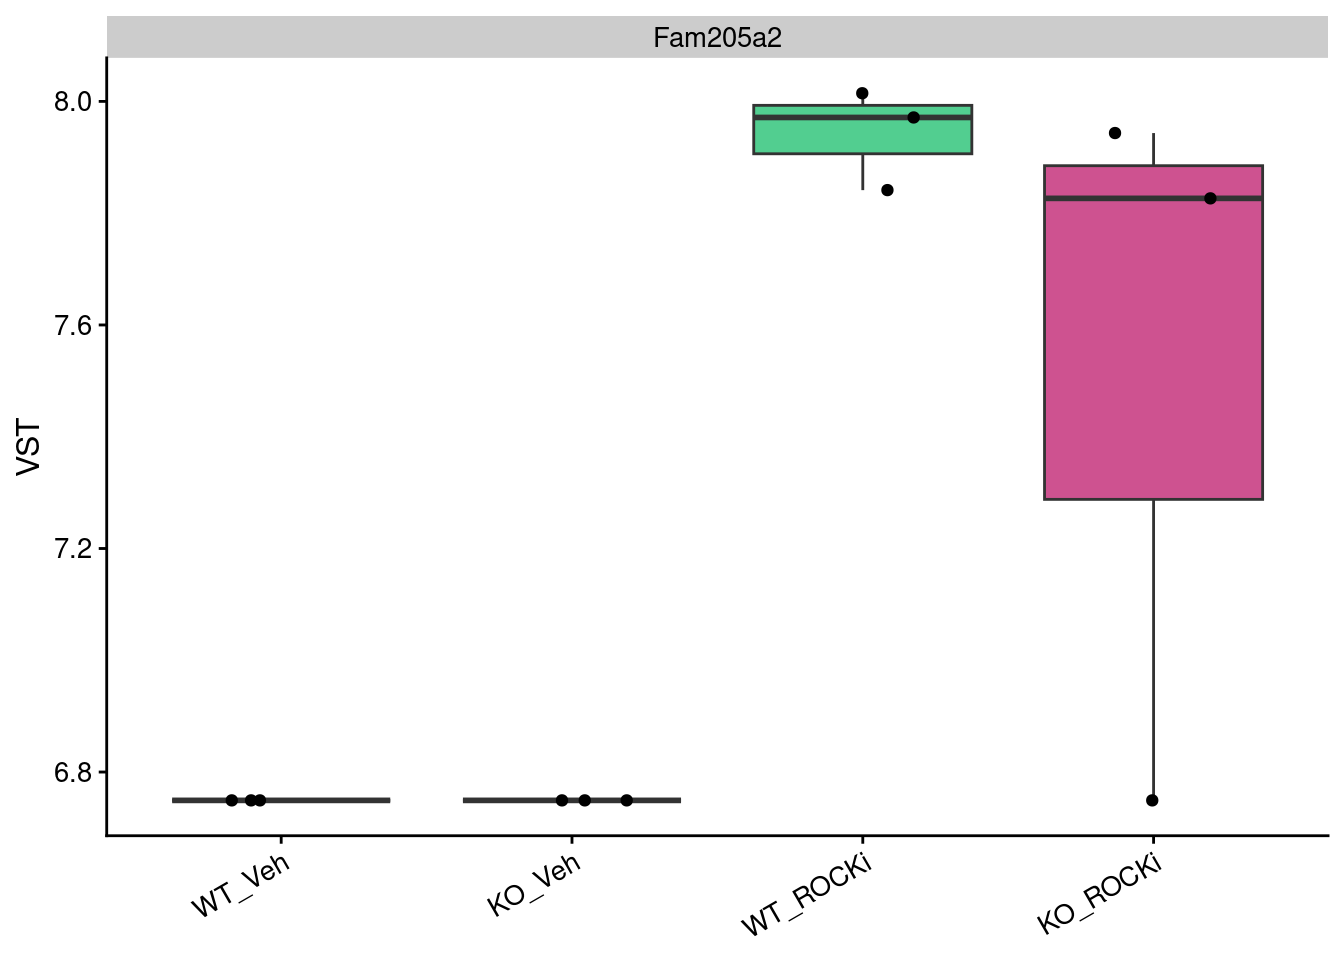 Fam205a2
8.0
7.6
7.2
6.8
VST
WT_Veh
KO_Veh
WT_ROCKi
KO_ROCKi